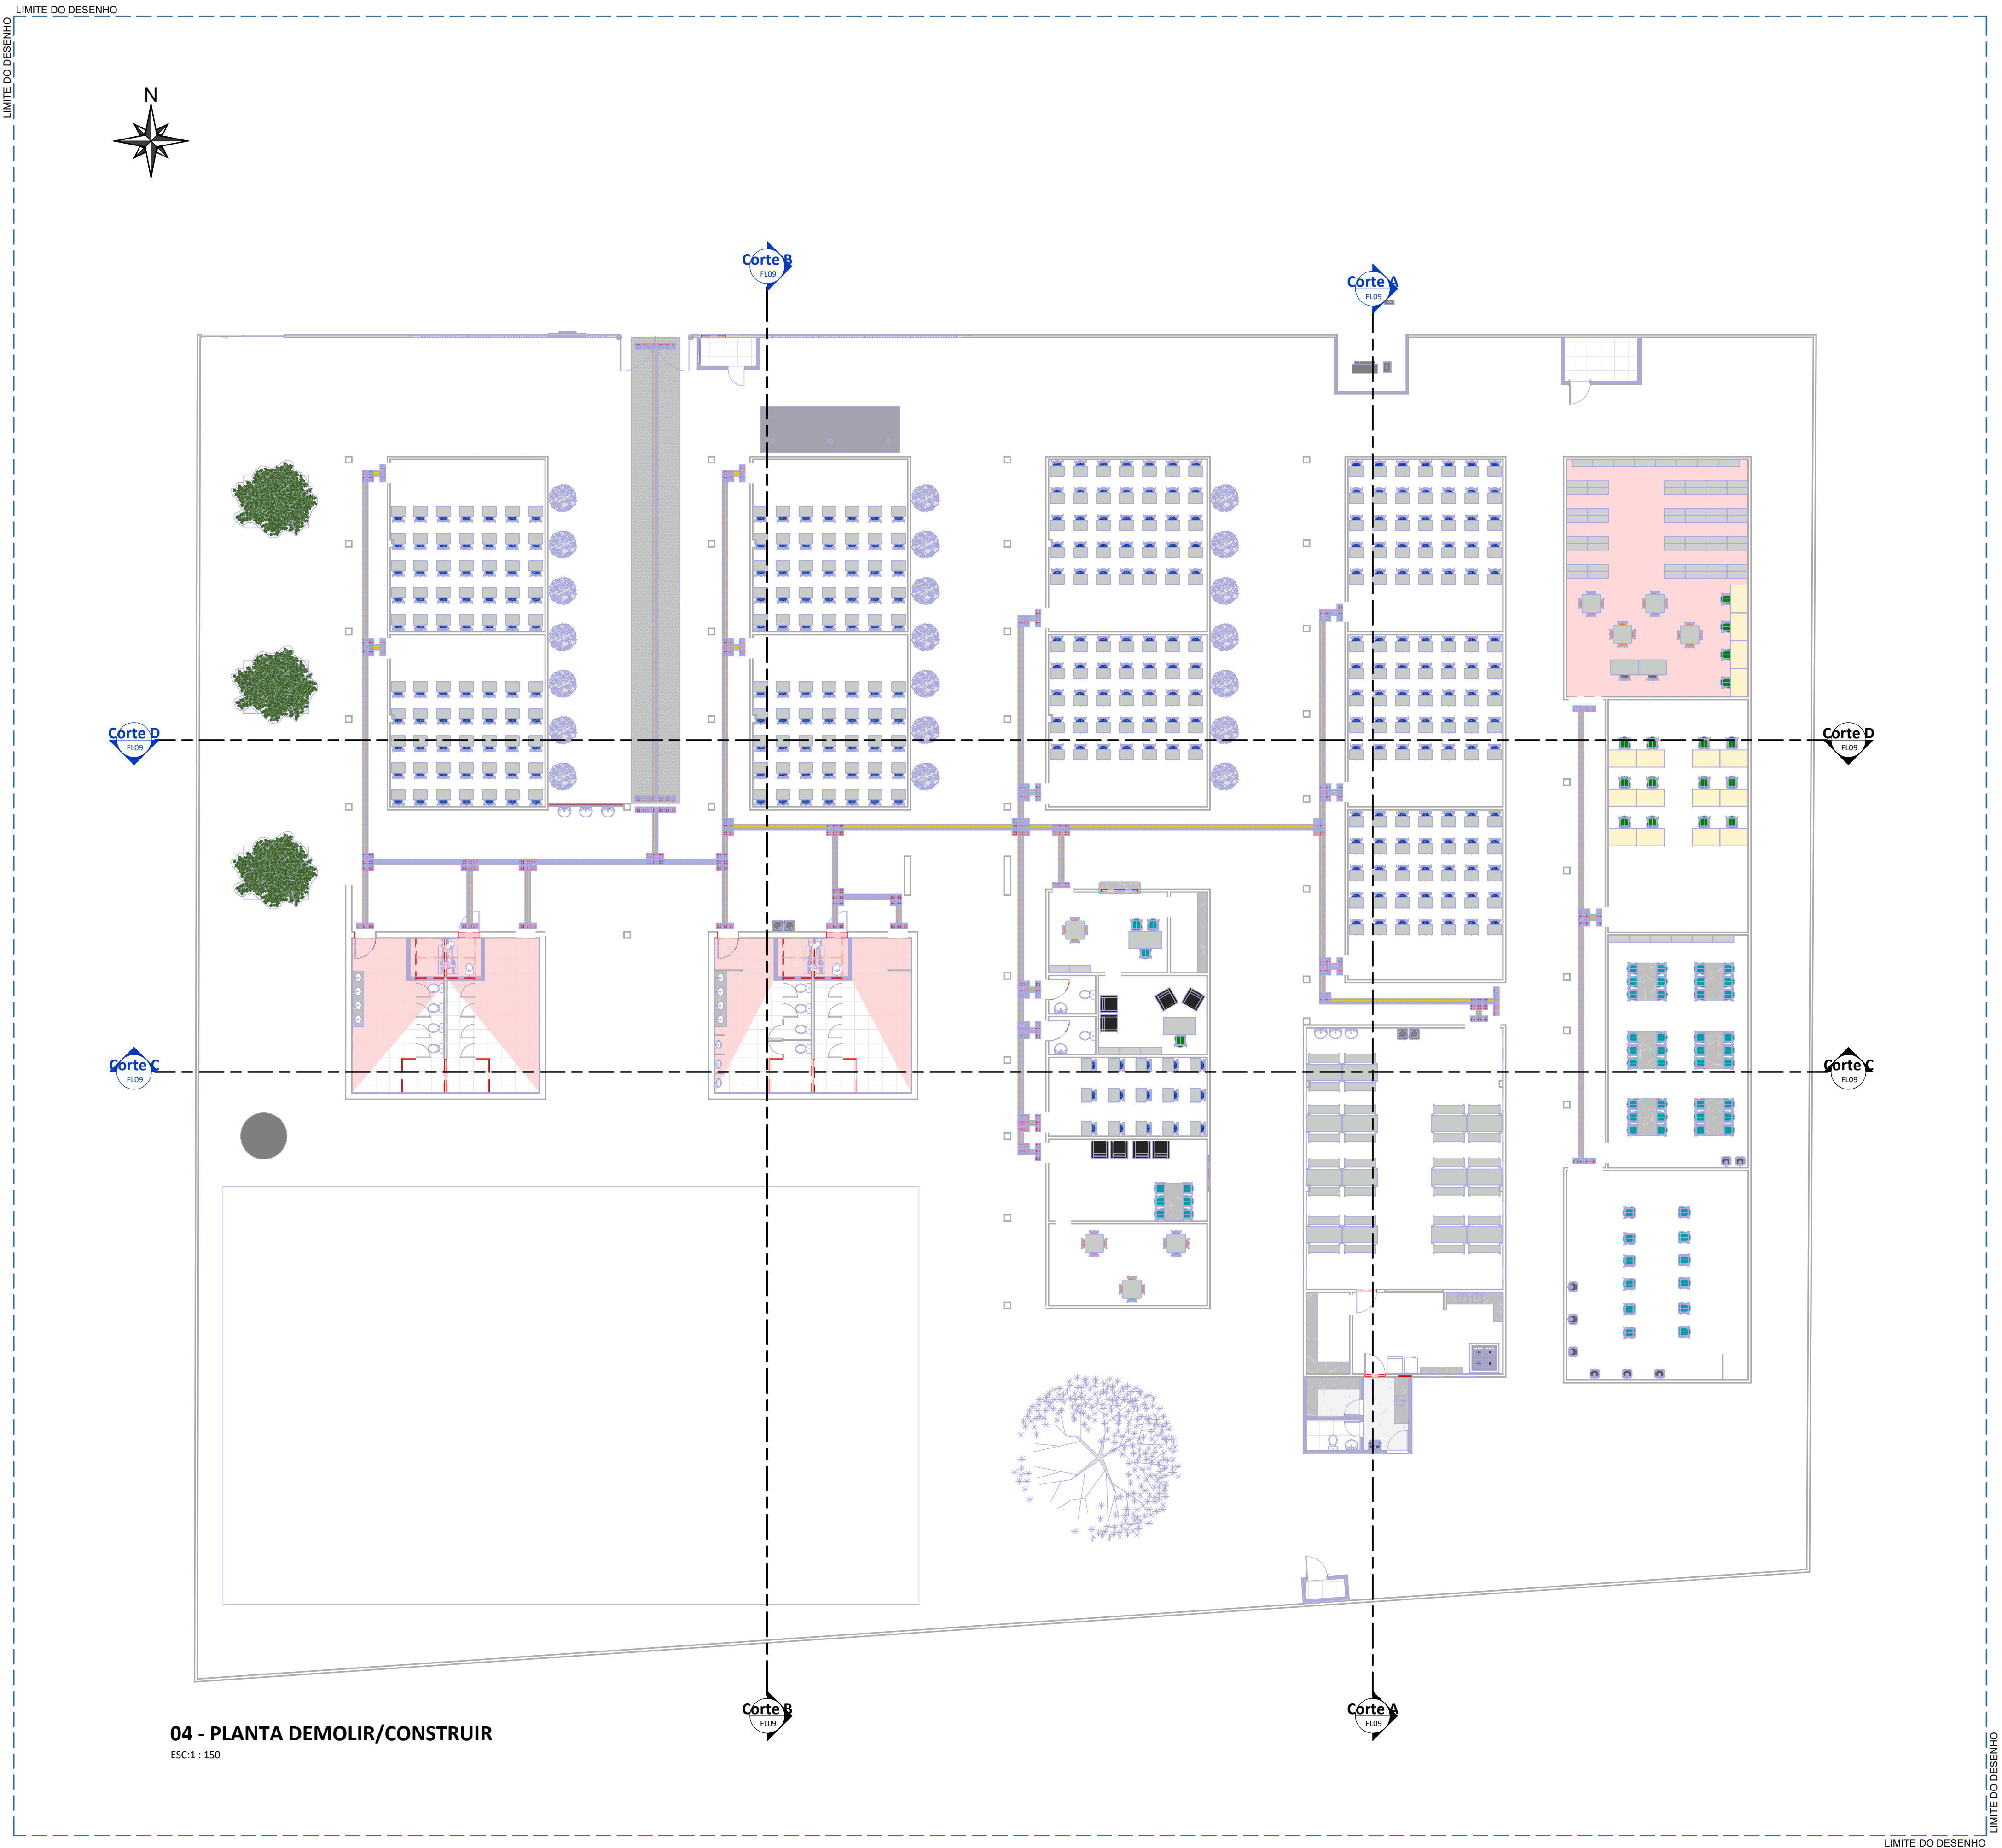 LIMITE DO DESENHO
LIMITE DO DESENHO
N
Corte B
FL09
Corte A
FL09
Corte D
FL09
Corte D
FL09
Corte C
FL09
Corte C
FL09
Corte B
FL09
Corte A
FL09
04 - PLANTA DEMOLIR/CONSTRUIR
ESC:1 : 150
LIMITE DO DESENHO
LIMITE DO DESENHO